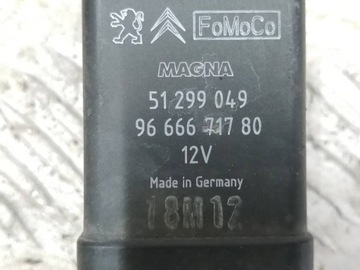 FoMoCo
MAGNA
51 299 049
96 666 717 80
12V
Made in Germany
18M12